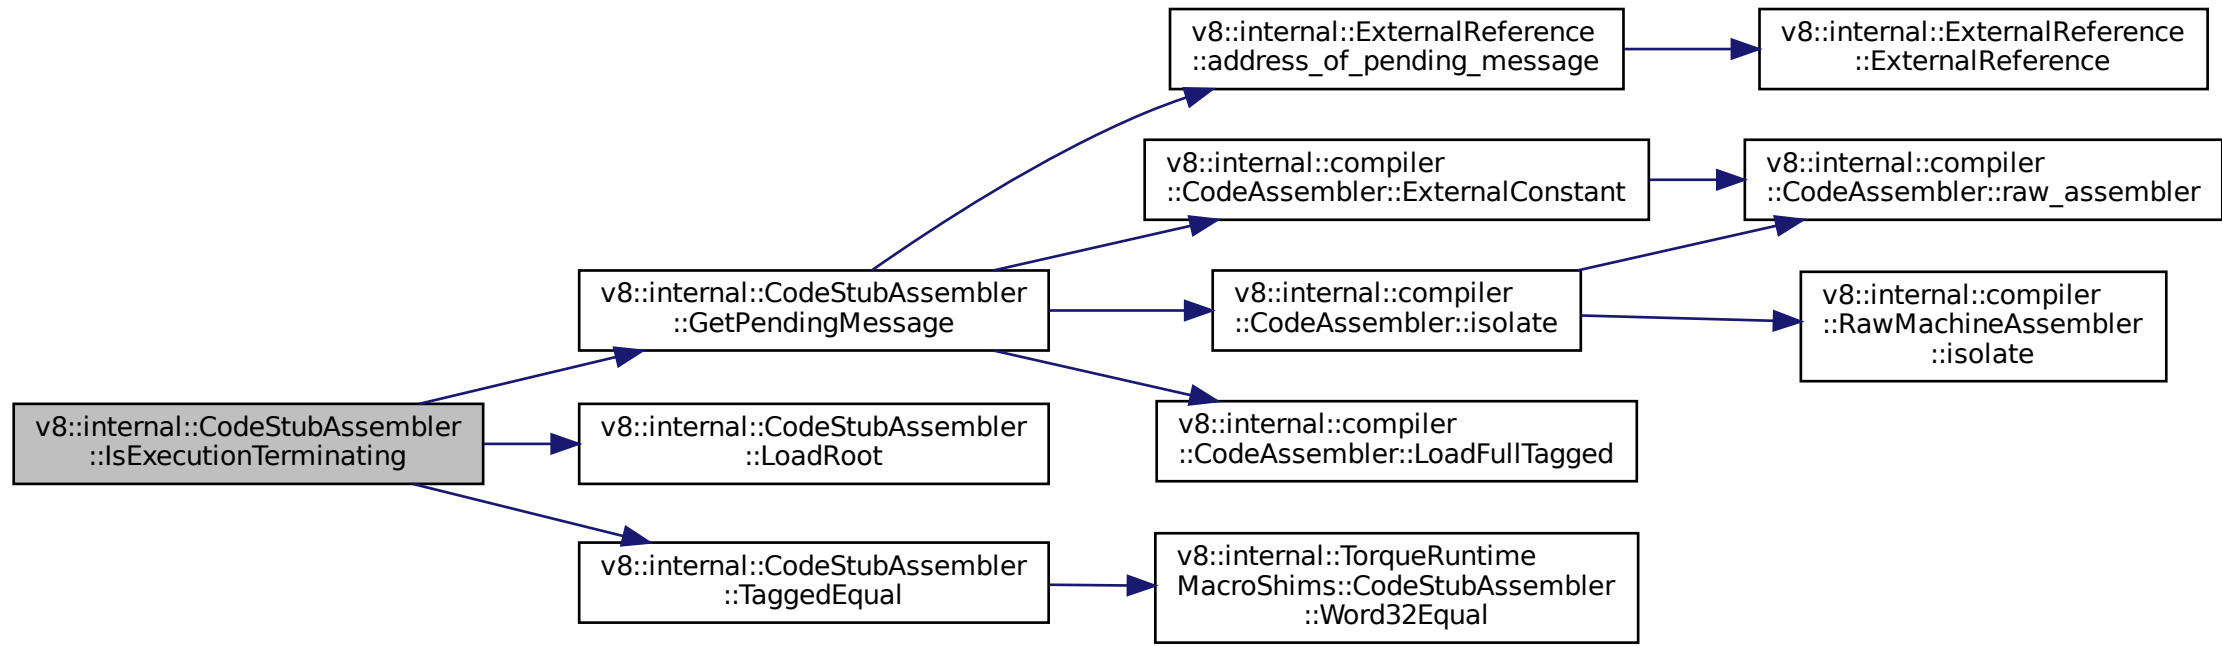 v8::internal::CodeStubAssembler
::IsExecutionTerminating
v8::internal::CodeStubAssembler
::GetPendingMessage
v8::internal::CodeStubAssembler
::LoadRoot
v8::internal::CodeStubAssembler
::TaggedEqual
v8::internal::ExternalReference
::address_of_pending_message
v8::internal::compiler
::CodeAssembler::ExternalConstant
v8::internal::compiler
::CodeAssembler::isolate
v8::internal::compiler
::CodeAssembler::LoadFullTagged
v8::internal::TorqueRuntime
MacroShims::CodeStubAssembler
::Word32Equal
v8::internal::ExternalReference
::ExternalReference
v8::internal::compiler
::CodeAssembler::raw_assembler
v8::internal::compiler
::RawMachineAssembler
::isolate